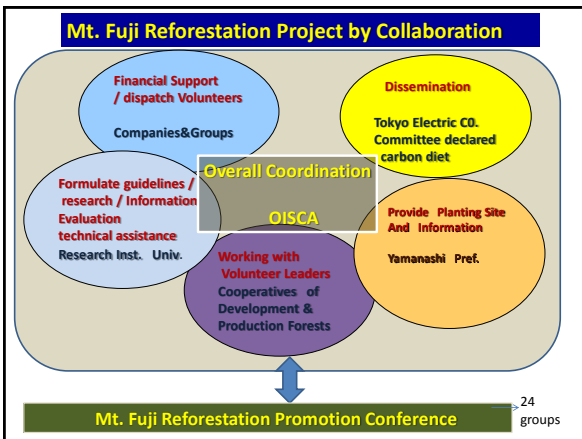 Mt. Fuji Reforestation Project by Collaboration
Financial Support
/ dispatch Volunteers
Companies&Groups
Dissemination
Tokyo Electric C0.
Committee declared
carbon diet
Overall Coordination
OISCA
Formulate guidelines /
research / Information
Evaluation
technical assistance
Research Inst. Univ.
Provide Planting Site
And Information
Yamanashi Pref.
Working with
Volunteer Leaders
Cooperatives of
Development &
Production Forests
Mt. Fuji Reforestation Promotion Conference
24
groups